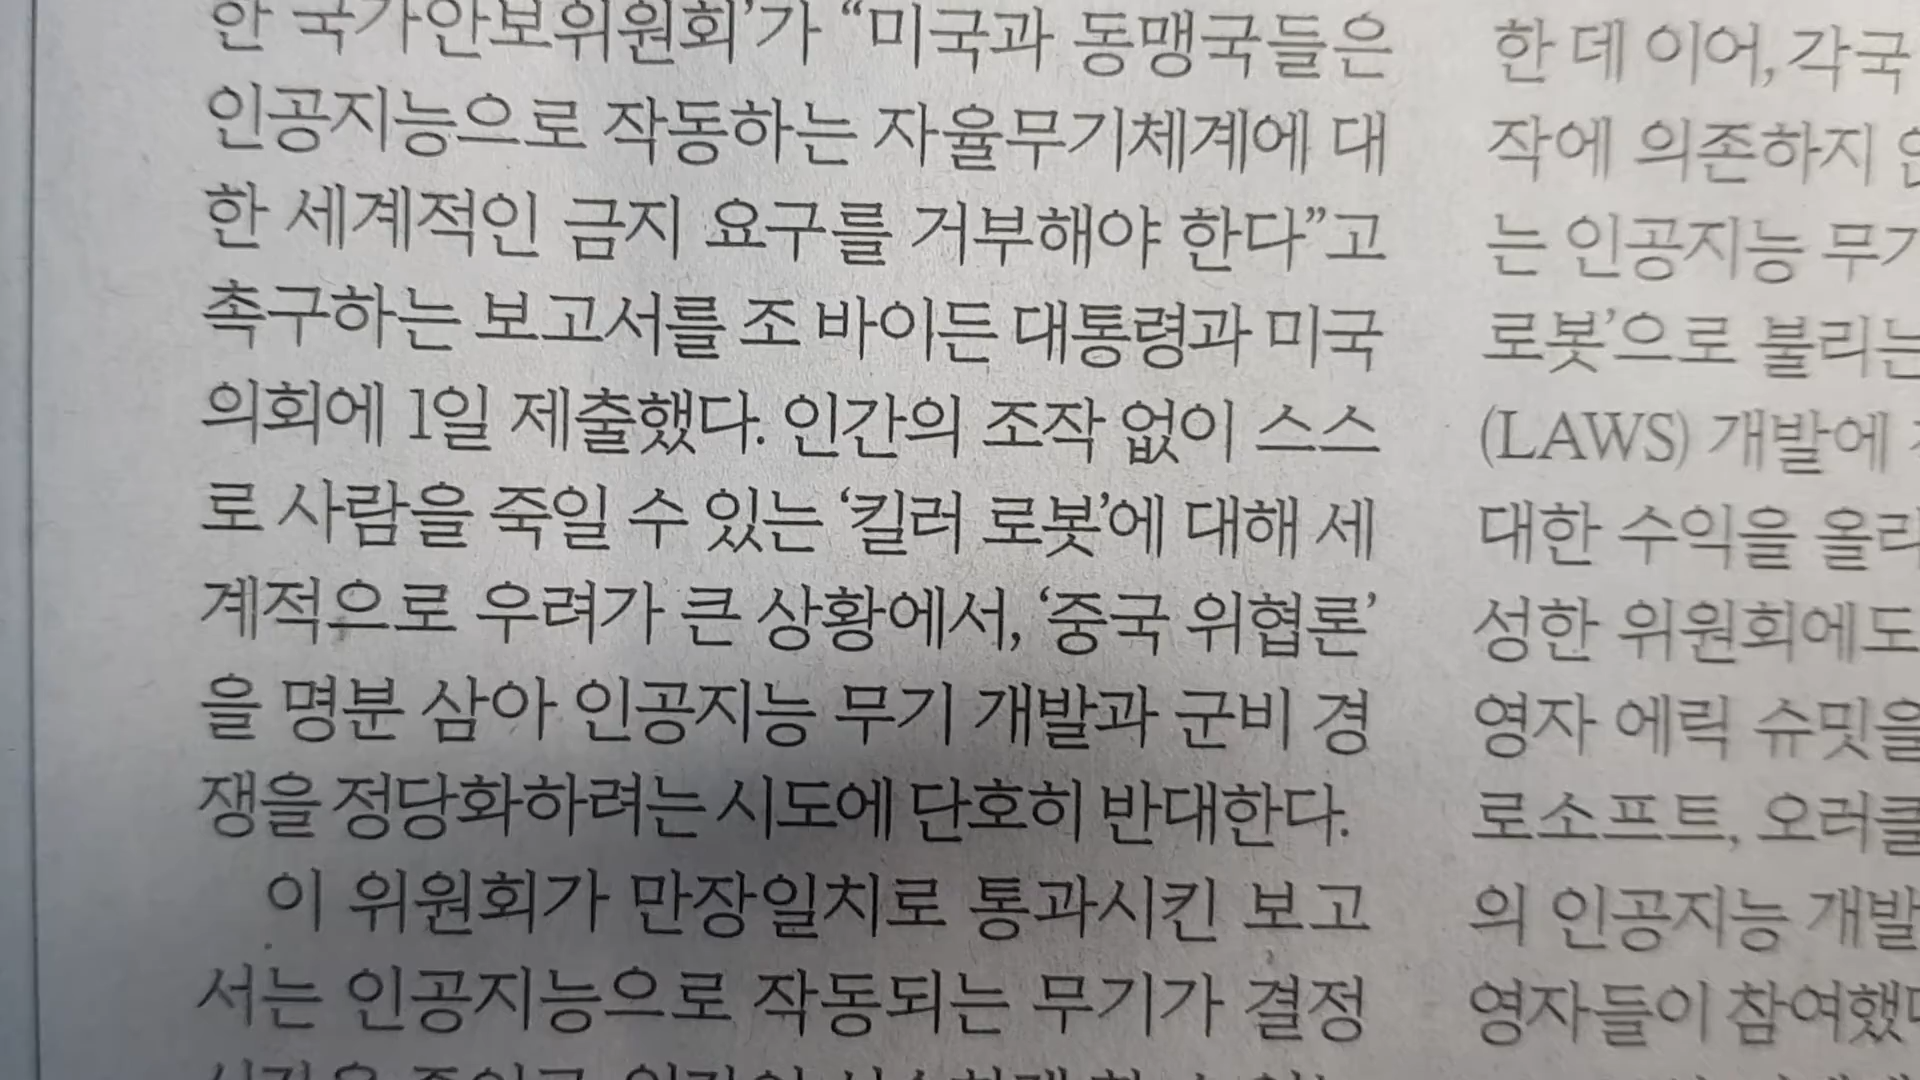 한 국가안보위원회’가 “미국과 동맹국들은
인공지능으로 작동하는 자율무기체계에 대
한 세계적인 금지 요구를 거부해야 한다”고
촉구하는 보고서를 조 바이든 대통령과 미국
의회에 1일 제출했다. 인간의 조작 없이 스스
로 사람을 죽일 수 있는 ‘킬러 로봇’에 대해 세
계적으로 우려가 큰 상황에서, ‘중국 위협론’
을 명분 삼아 인공지능 무기 개발과 군비 경
쟁을 정당화하려는 시도에 단호히 반대한다.
이 위원회가 만장일치로 통과시킨 보고
서는 인공지능으로 작동되는 무기가 결정
한 데 이어, 각국
작에 의존하지
는 인공지능
로봇’으로 불리는
(LAWS) 개발에
대한 수익을
성한 위원회에도
영자 에릭 슈밋을
로소프트, 오러클
의 인공지능 개발
영자들이